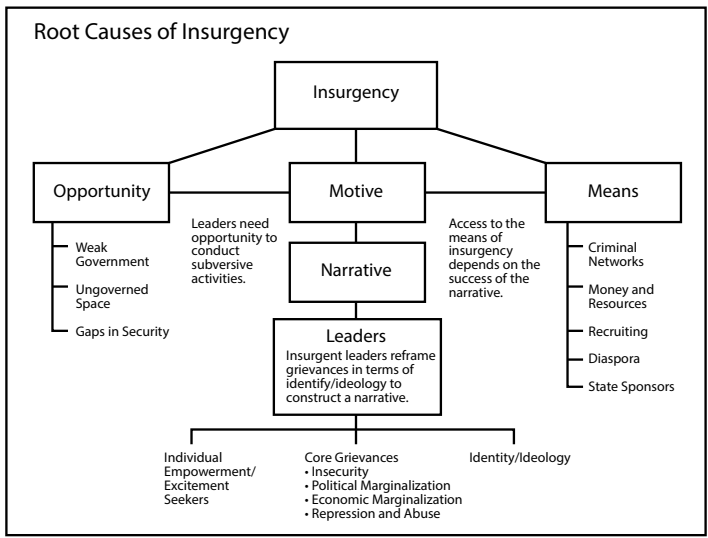 Root Causes of Insurgency
Insurgency
Opportunity
Motive
Means
Leaders need
opportunity to
conduct
subversive
activities.
Access to the
means of
insurgency
depends on the
success of the
narrative.
Weak
Government
Ungoverned
Space
Gaps in Security
Narrative
Criminal
Networks
Money and
Resources
Recruiting
Diaspora
State Sponsors
Leaders
Insurgent leaders reframe
grievances in terms of
identify/ideology to
construct a narrative.
Individual
Empowerment/
Excitement
Seekers
Core Grievances
• Insecurity
• Political Marginalization
• Economic Marginalization
• Repression and Abuse
Identity/Ideology